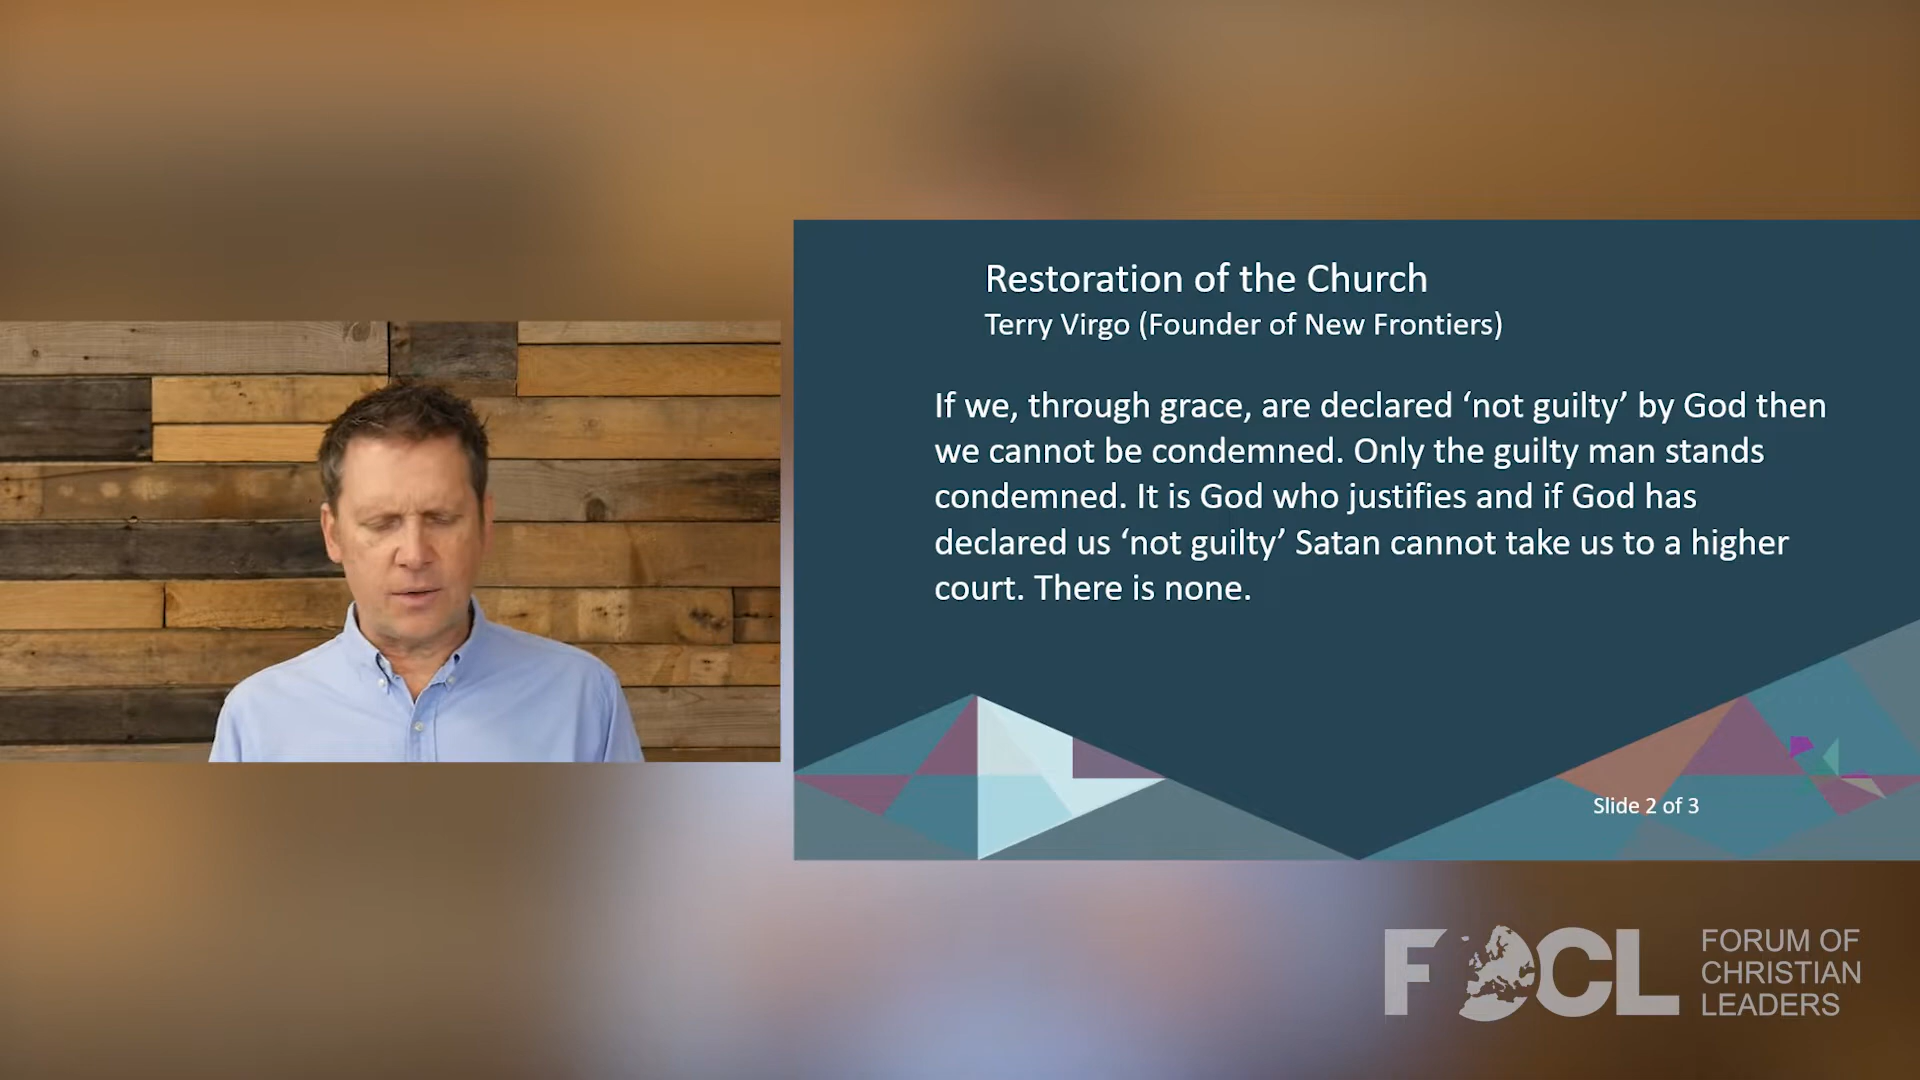 Restoration of the Church
Terry Virgo (Founder of New Frontiers)
If we, through grace, are declared ‘not guilty’ by God then
we cannot be condemned. Only the guilty man stands
condemned. It is God who justifies and if God has
declared us ‘not guilty’ Satan cannot take us to a higher
court. There is none.
Slide 2 of 3
FOCL
FORUM OF
CHRISTIAN
LEADERS